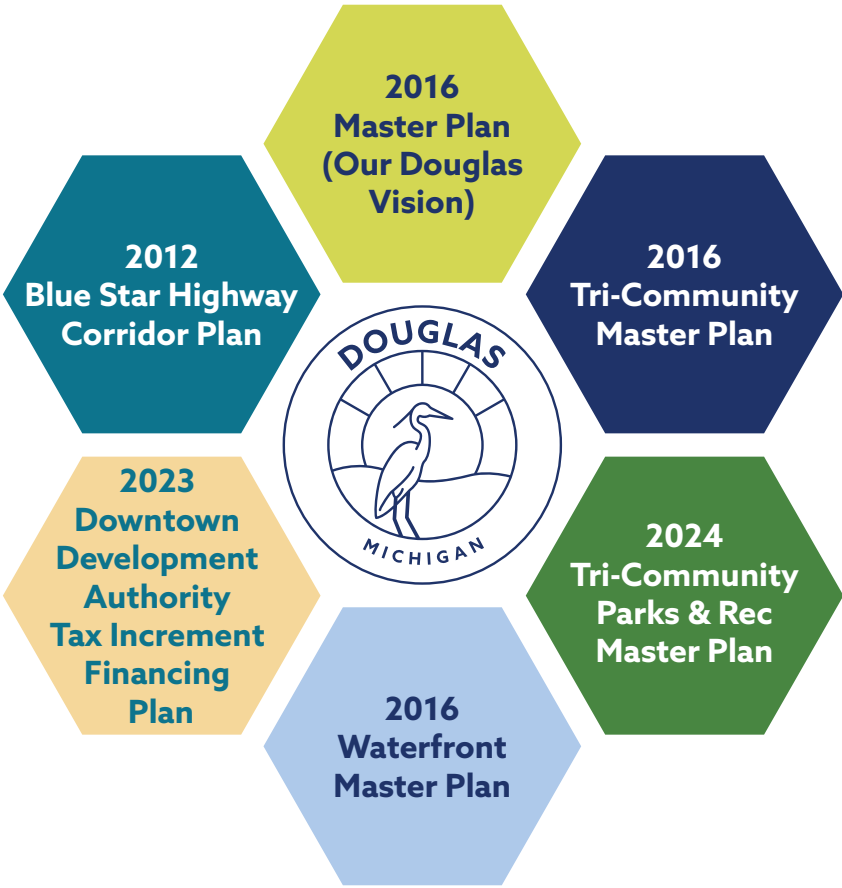 2016
Master Plan
(Our Douglas
Vision)
2012
Blue Star Highway
Corridor Plan
2016
Tri-Community
Master Plan
DOUGLAS
MICHIGAN
2023
Downtown
Development
Authority
Tax Increment
Financing
Plan
2024
Tri-Community
Parks & Rec
Master Plan
2016
Waterfront
Master Plan